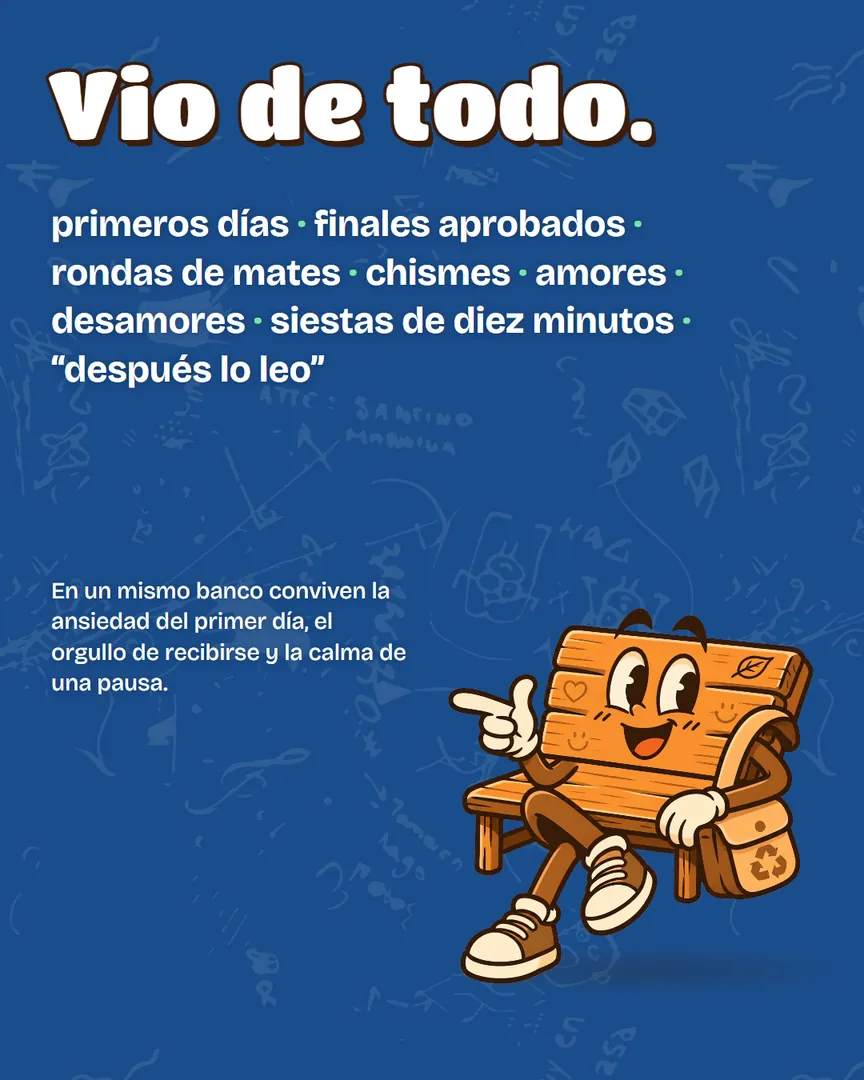 Vio de todo.
primeros días · finales aprobados ·
rondas de mates · chismes · amores ·
desamores · siestas de diez minutos ·
“después lo leo”
En un mismo banco conviven la
ansiedad del primer día, el
orgullo de recibirse y la calma de
una pausa.